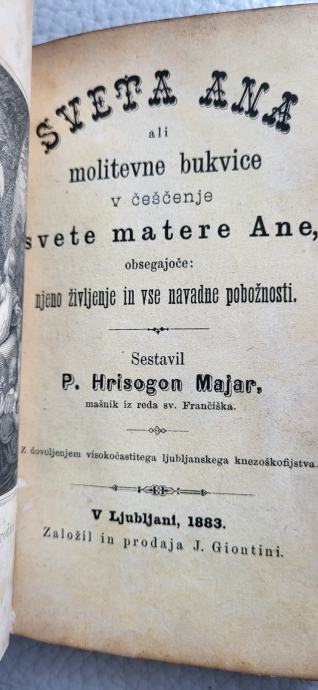 SVETA ANA
ali
molitevne bukvice
v češčenje
svete matere Ane,
obsegajoče:
njeno življenje in vse navadne pobožnosti.
Sestavil
P. Hrisogon Majar,
mašnik iz reda sv. Frančiška.
Z dovoljenjem visokočastitega ljubljanskega knezoškofijstva.
V Ljubljani, 1883.
Založil in prodaja J. Giontini.